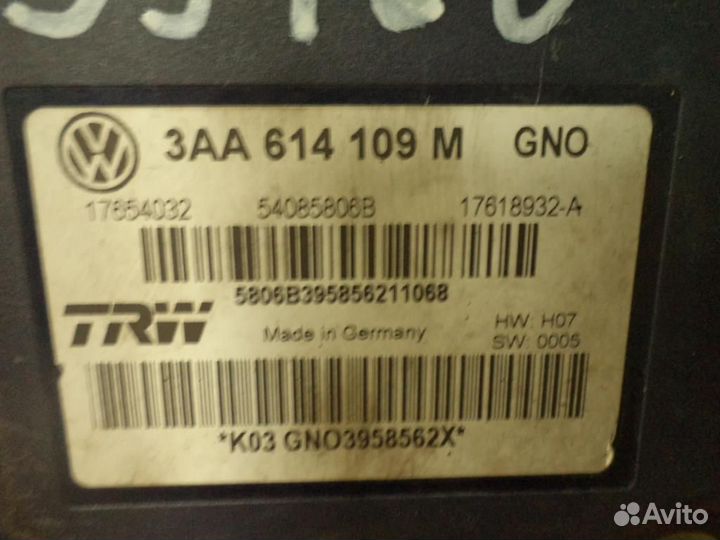 3AA 614 109 M GNO
17654032 54085806B 17618932-A
5806B395856211068
TRW Made in Germany HW: H07
SW: 0005
*K03 GNO3958562X*
Avito